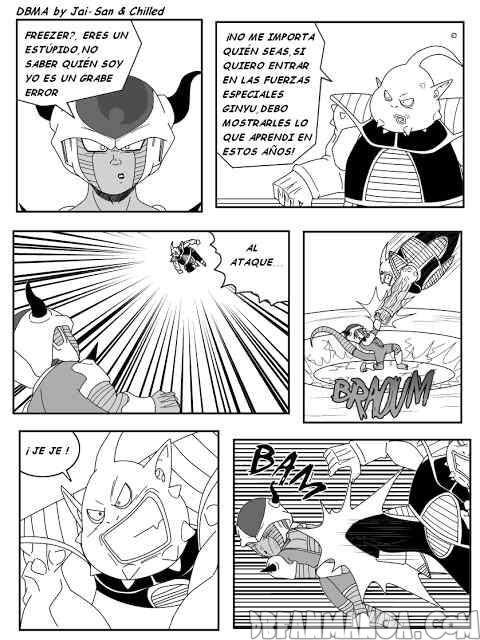 DBMA by Jai-San & Chilled
FREEZER?, ERES UN
ESTÚPIDO, NO
SABER QUIÉN SOY
YO ES UN GRABE
ERROR
¡NO ME IMPORTA
QUIÉN SEAS, SI
QUIERO ENTRAR
EN LAS FUERZAS
ESPECIALES
GINYU, DEBO
MOSTRARLES LO
QUE APRENDI EN
ESTOS AÑOS!
AL
ATAQUE...
BRAOUM
¡JE JE!
BAM
DBFANMANGA.COM